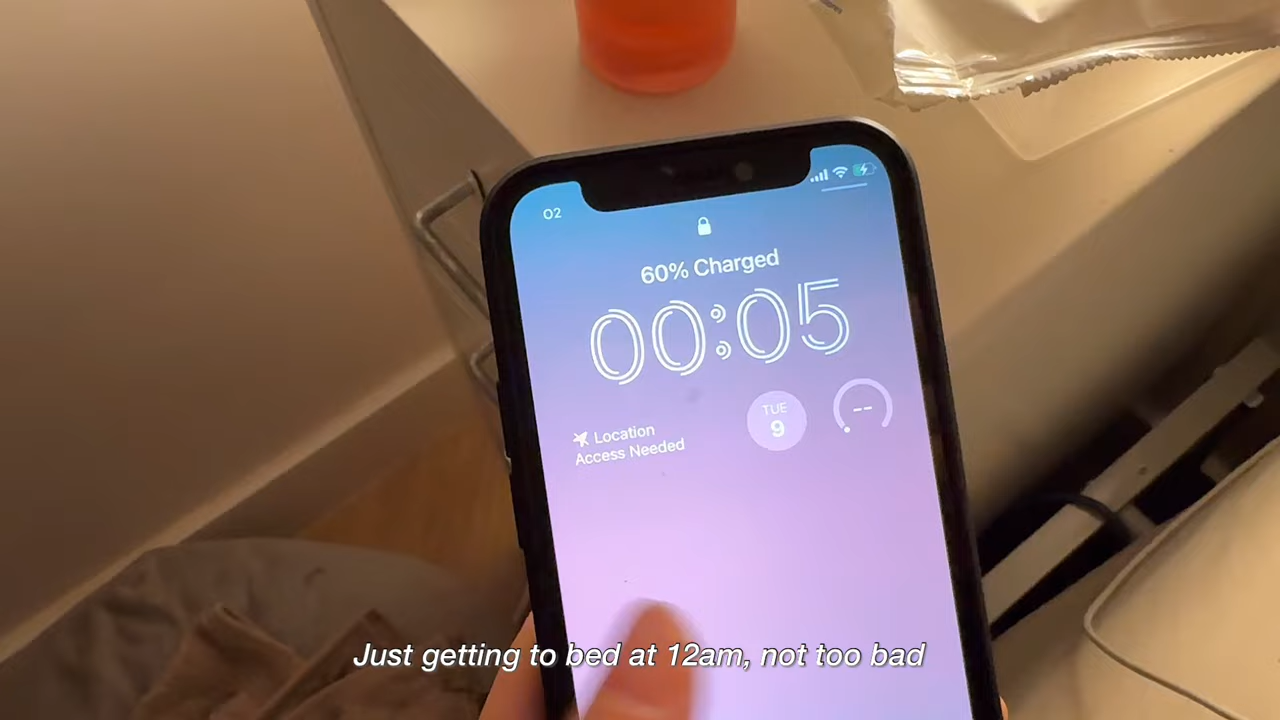 O2
60% Charged
00:05
Location
Access Needed
TUE
9
--
Just getting to bed at 12am, not too bad